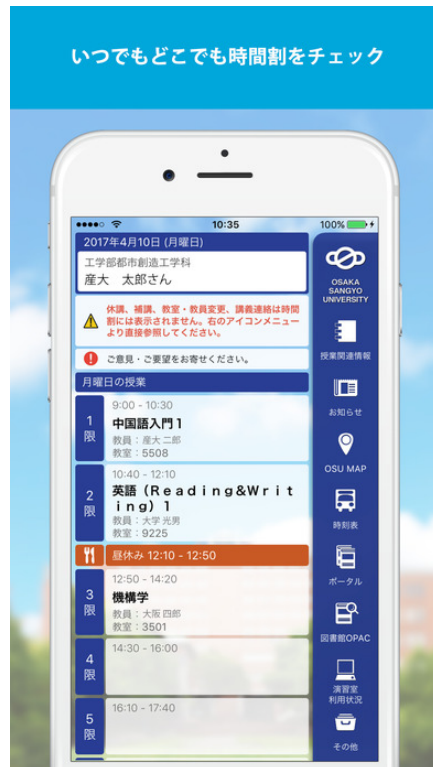 いつでもどこでも時間割をチェック
10:35
100%
2017年4月10日 (月曜日)
工学部都市創造工学科
産大 太郎さん
休講、補講、教室・教員変更、講義連絡は時間
割には表示されません。右のアイコンメニュー
より直接参照してください。
ご意見・ご要望をお寄せください。
月曜日の授業
1
限
9:00 - 10:30
中国語入門1
教員：産大 二郎
教室：5508
2
限
10:40 - 12:10
英語（Reading&Writ
ing）1
教員：大学 光男
教室：9225
昼休み 12:10 - 12:50
3
限
12:50 - 14:20
機構学
教員：大阪 四郎
教室：3501
4
限
14:30 - 16:00
5
限
16:10 - 17:40
OSAKA
SANGYO
UNIVERSITY
授業関連情報
お知らせ
OSU MAP
時刻表
ポータル
図書館OPAC
演習室
利用状況
その他